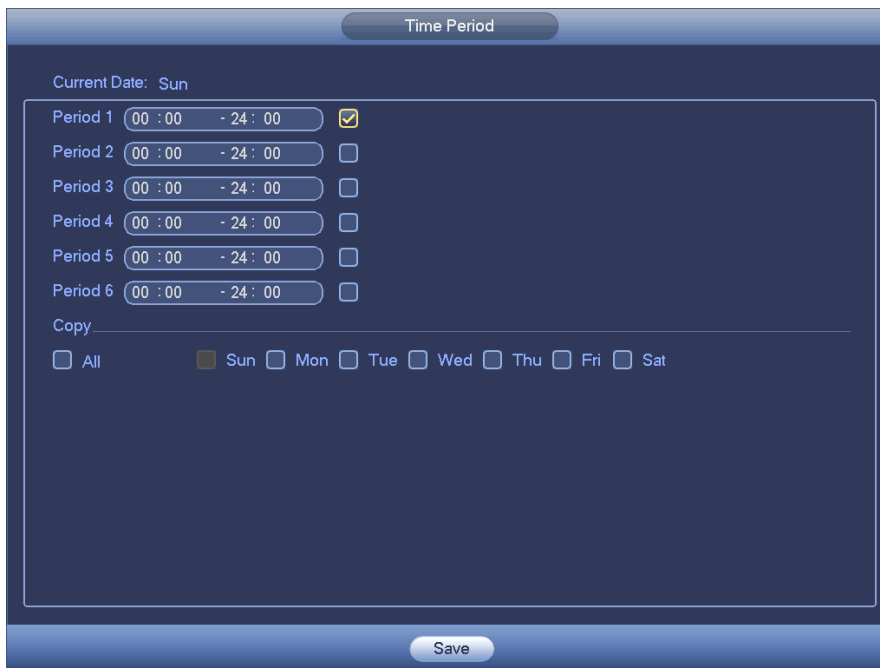 Time Period
Current Date: Sun
Period 1 00 :00 - 24 : 00
Period 2 00 :00 - 24 : 00
Period 3 00 :00 - 24 : 00
Period 4 00 :00 - 24 : 00
Period 5 00 :00 - 24 : 00
Period 6 00 :00 - 24 : 00
Copy
All Sun Mon Tue Wed Thu Fri Sat
Save